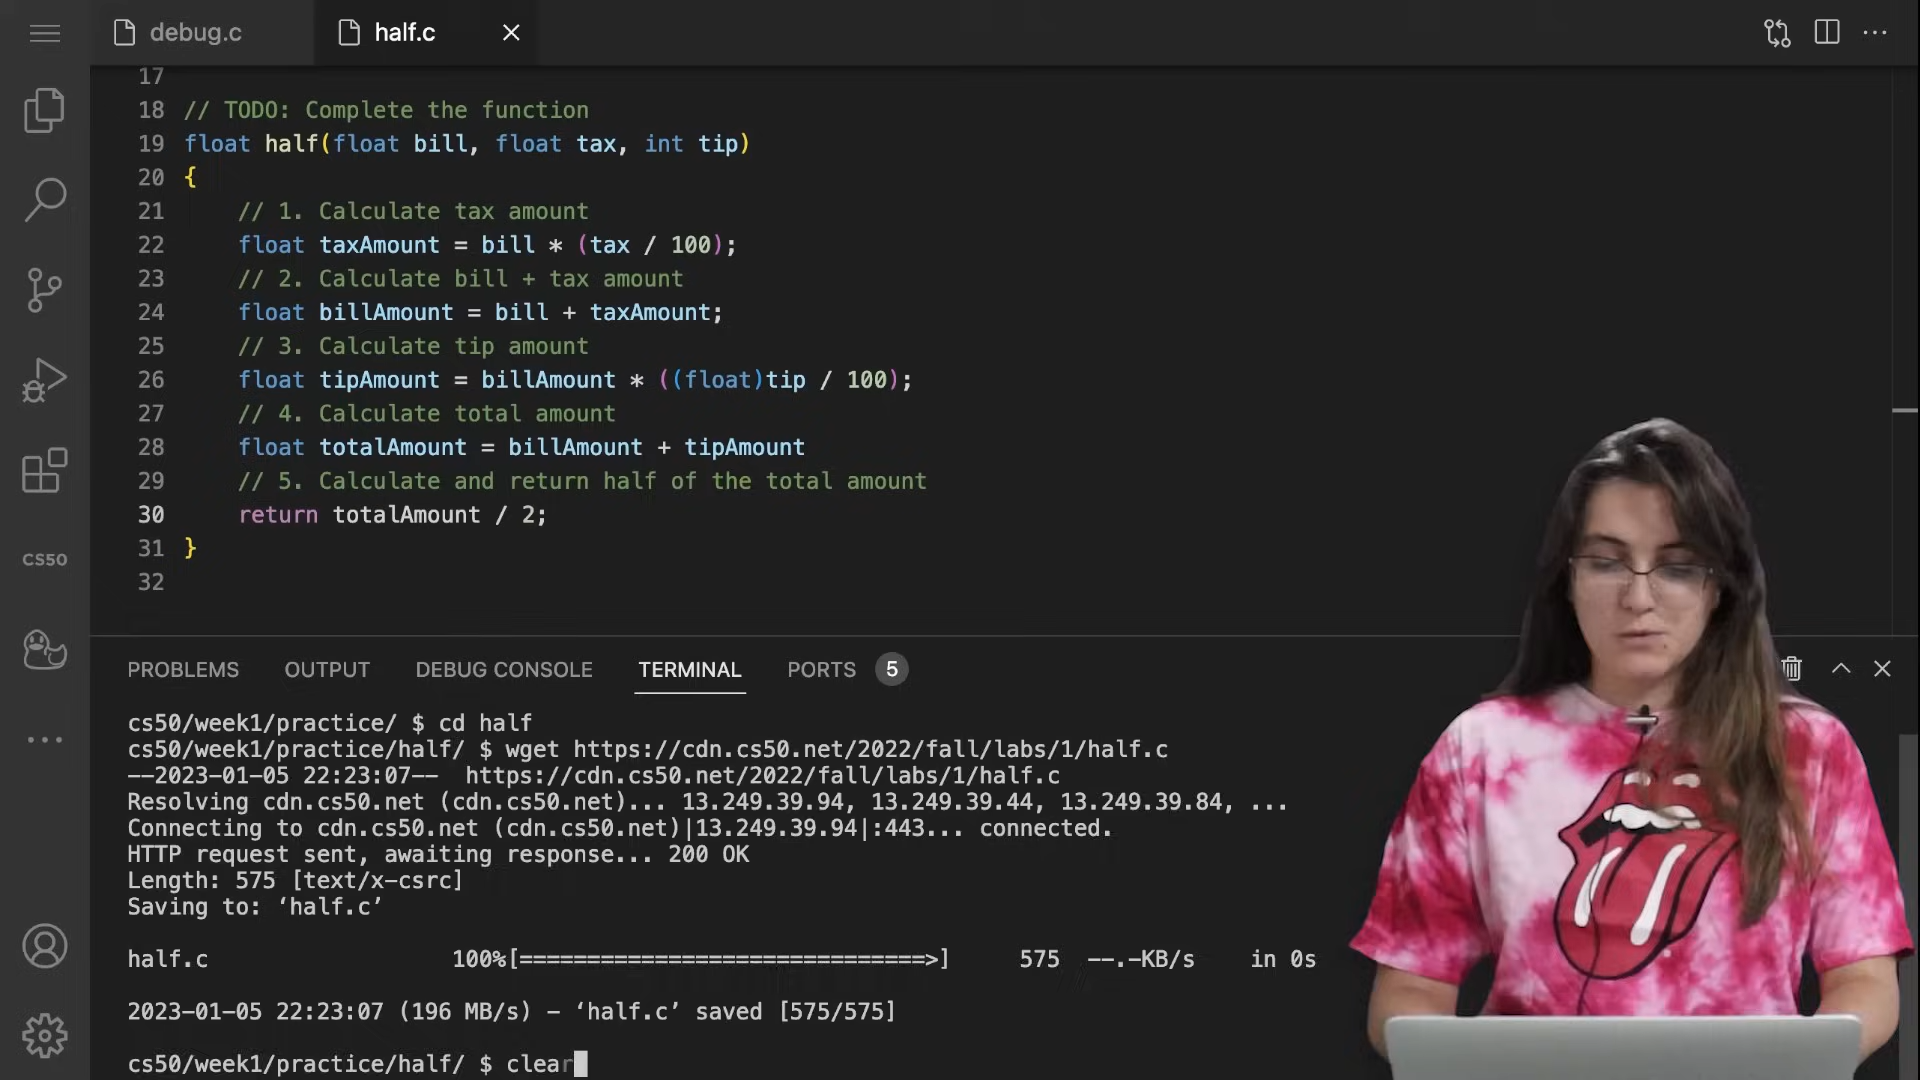 debug.c
half.c
17
18 // TODO: Complete the function
19 float half(float bill, float tax, int tip)
20 {
21 // 1. Calculate tax amount
22 float taxAmount = bill * (tax / 100);
23 // 2. Calculate bill + tax amount
24 float billAmount = bill + taxAmount;
25 // 3. Calculate tip amount
26 float tipAmount = billAmount * ((float)tip / 100);
27 // 4. Calculate total amount
28 float totalAmount = billAmount + tipAmount
29 // 5. Calculate and return half of the total amount
30 return totalAmount / 2;
31 }
32
CS50
PROBLEMS OUTPUT DEBUG CONSOLE TERMINAL PORTS 5
cs50/week1/practice/ $ cd half
cs50/week1/practice/half/ $ wget https://cdn.cs50.net/2022/fall/labs/1/half.c
--2023-01-05 22:23:07-- https://cdn.cs50.net/2022/fall/labs/1/half.c
Resolving cdn.cs50.net (cdn.cs50.net)... 13.249.39.94, 13.249.39.44, 13.249.39.84, ...
Connecting to cdn.cs50.net (cdn.cs50.net)|13.249.39.94|:443... connected.
HTTP request sent, awaiting response... 200 OK
Length: 575 [text/x-csrc]
Saving to: ‘half.c’
half.c 100%[==============================>] 575 --.-KB/s in 0s
2023-01-05 22:23:07 (196 MB/s) - ‘half.c’ saved [575/575]
cs50/week1/practice/half/ $ clear